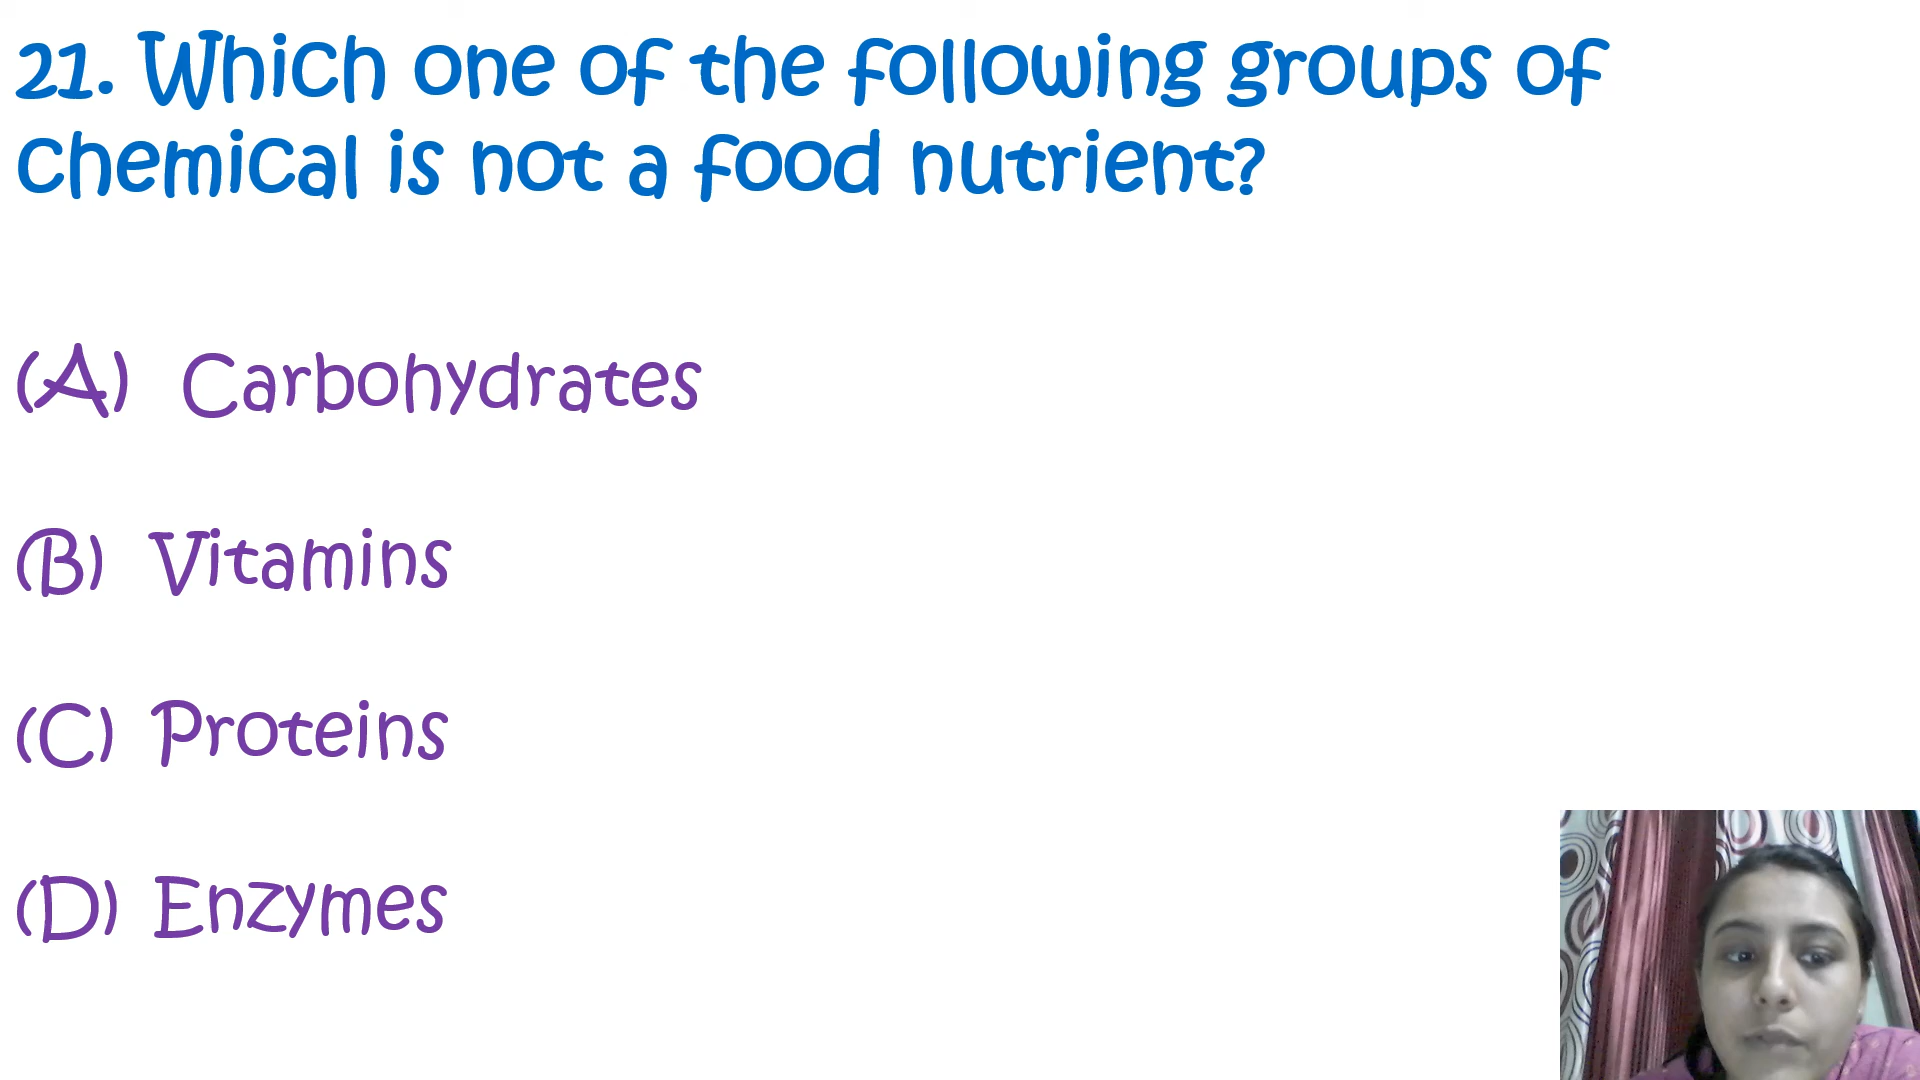 21. Which one of the following groups of
chemical is not a food nutrient?
(A) Carbohydrates
(B) Vitamins
(C) Proteins
(D) Enzymes